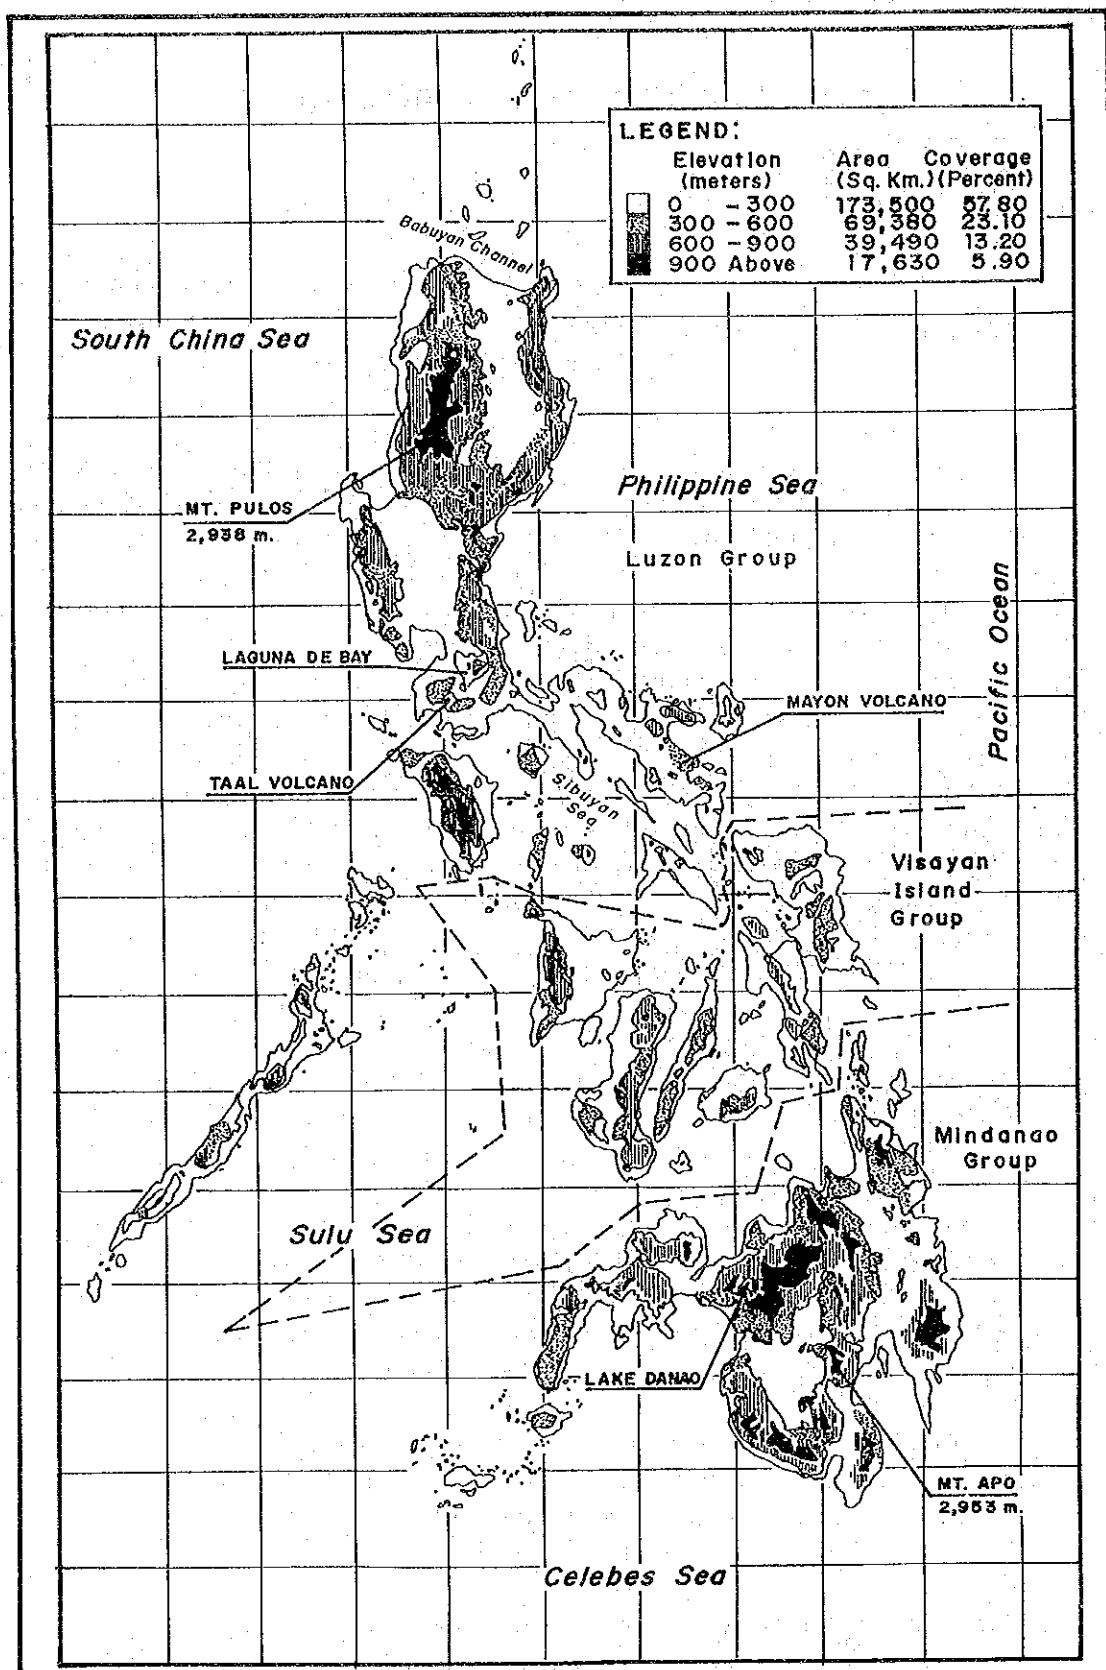 LEGEND:
Elevation Area Coverage
(meters) (Sq. Km.) (Percent)
0 - 300 173,500 57.80
300 - 600 69,380 23.10
600 - 900 39,490 13.20
900 Above 17,630 5.90
Babuyan Channel
South China Sea
Philippine Sea
MT. PULOS
2,938 m.
Luzon Group
Pacific Ocean
LAGUNA DE BAY
MAYON VOLCANO
TAAL VOLCANO
Sibuyan
Sea
Visayan
Island
Group
Mindanao
Group
Sulu Sea
LAKE DANAO
MT. APO
2,953 m.
Celebes Sea